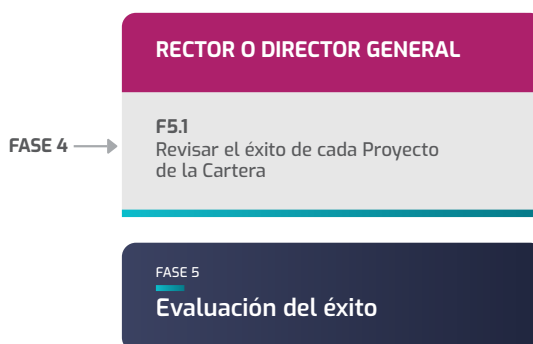 RECTOR O DIRECTOR GENERAL
FASE 4
F5.1
Revisar el éxito de cada Proyecto
de la Cartera
FASE 5
Evaluación del éxito